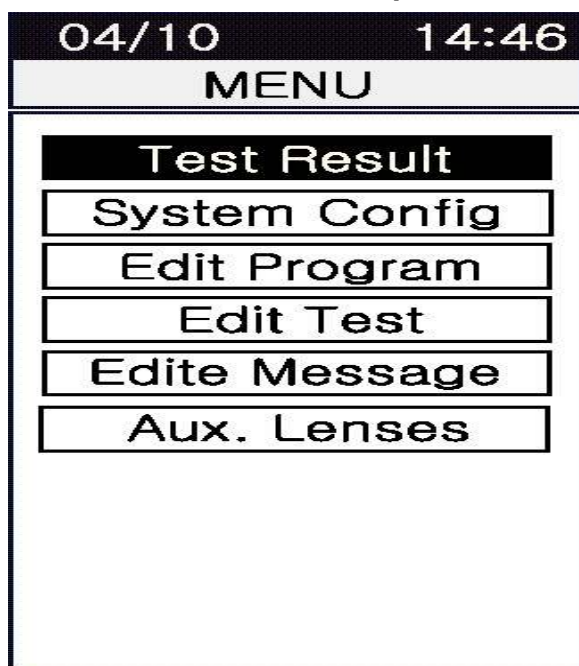 04/10 14:46
MENU
Test Result
System Config
Edit Program
Edit Test
Edite Message
Aux. Lenses